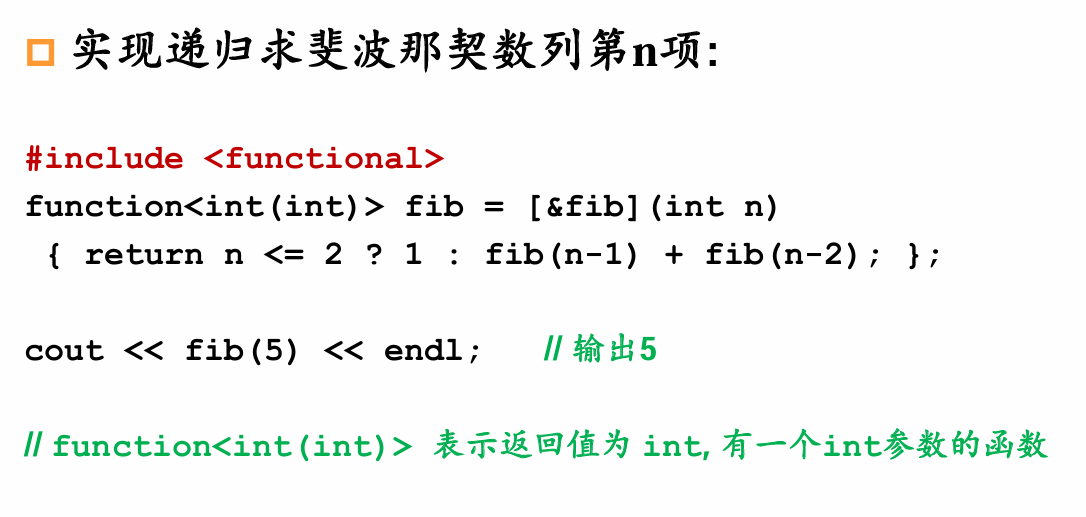 实现递归求斐波那契数列第n项:
#include <functional>
function<int(int)> fib = [&fib](int n)
{ return n <= 2 ? 1 : fib(n-1) + fib(n-2); };
cout << fib(5) << endl; // 输出5
// function<int(int)> 表示返回值为 int, 有一个int参数的函数